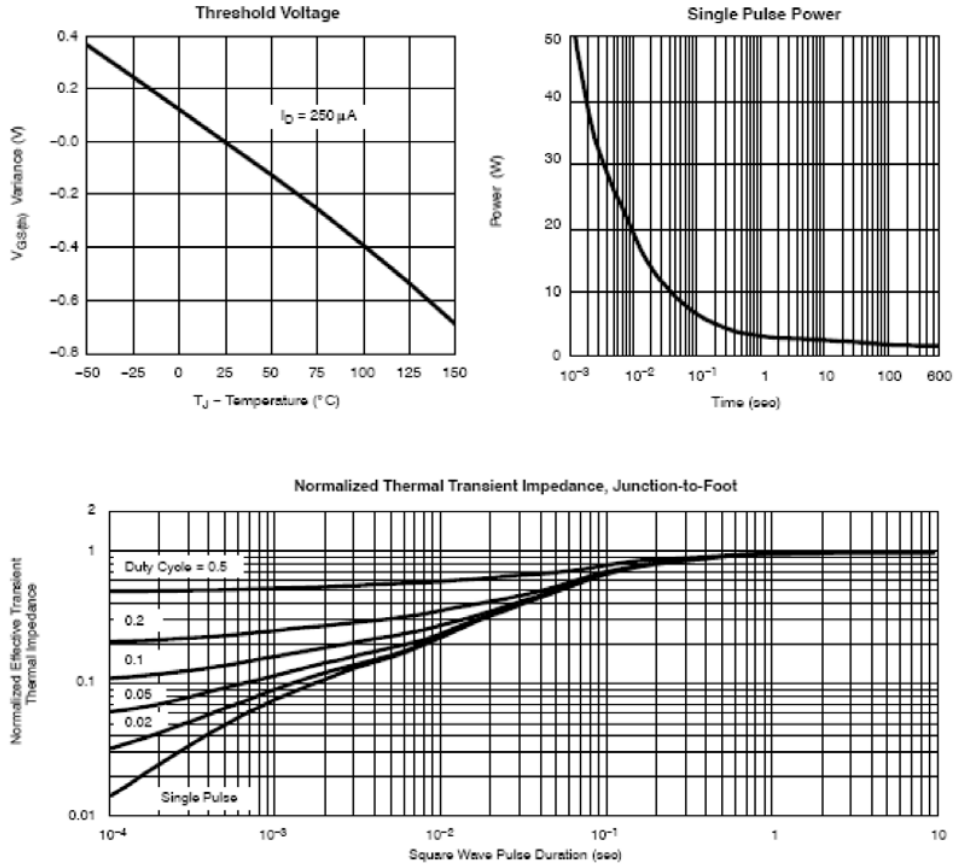 Threshold Voltage
0.4
0.2
–0.0
–0.2
–0.4
–0.6
–0.8
–50 –25 0 25 50 75 100 125 150
VGS(th) Variance (V)
ID = 250 µA
TJ – Temperature (°C)
Single Pulse Power
50
40
30
20
10
0
10–3 10–2 10–1 1 10 100 600
Power (W)
Time (sec)
Normalized Thermal Transient Impedance, Junction-to-Foot
2
1
0.1
0.01
Normalized Effective Transient
Thermal Impedance
Duty Cycle = 0.5
0.2
0.1
0.05
0.02
Single Pulse
10–4 10–3 10–2 10–1 1 10
Square Wave Pulse Duration (sec)